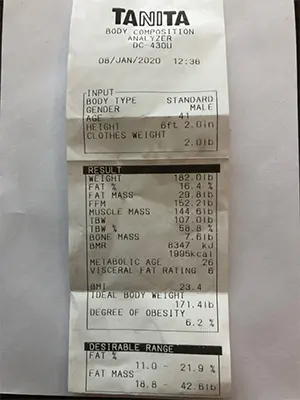 TANITA
BODY COMPOSITION
ANALYZER
DC-430U
08/JAN/2020 12:36
INPUT
BODY TYPE STANDARD
GENDER MALE
AGE 41
HEIGHT 6ft 2.0in
CLOTHES WEIGHT
2.0lb
RESULT
WEIGHT 182.0lb
FAT % 16.4 %
FAT MASS 29.8lb
FFM 152.2lb
MUSCLE MASS 144.6lb
TBW 107.0lb
TBW % 58.8 %
BONE MASS 7.6lb
BMR 8347 kJ
1995kcal
METABOLIC AGE 26
VISCERAL FAT RATING 6
BMI 23.4
IDEAL BODY WEIGHT
171.4lb
DEGREE OF OBESITY
6.2 %
DESIRABLE RANGE
FAT %
11.0 - 21.9 %
FAT MASS
18.8 - 42.6lb